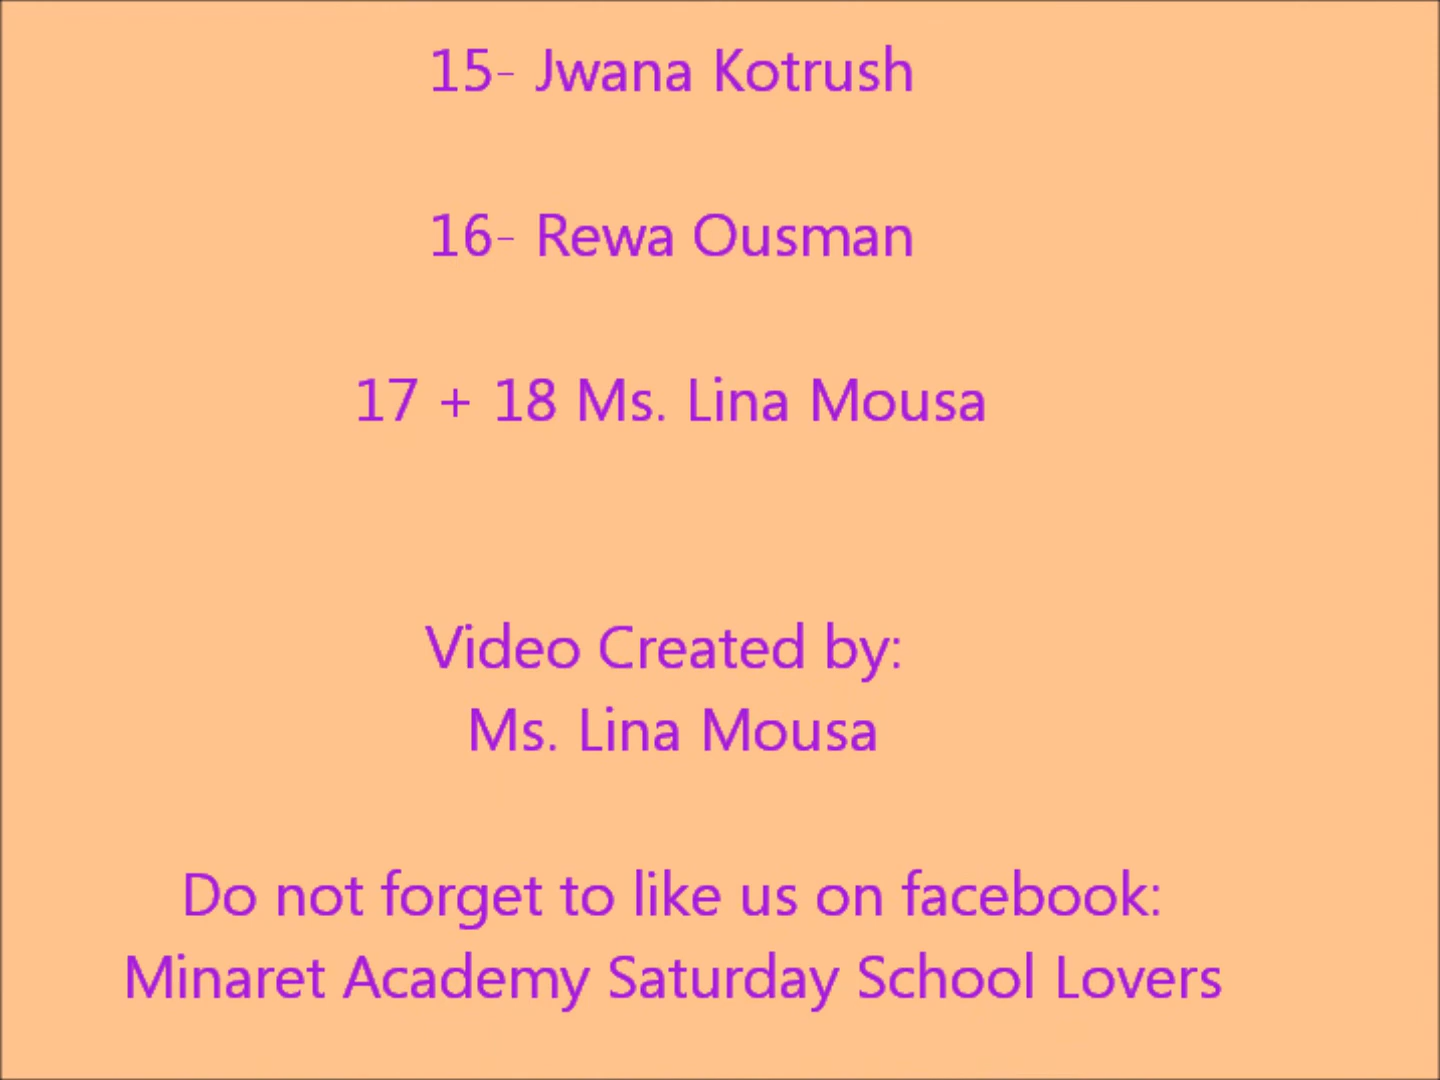 15- Jwana Kotrush
16- Rewa Ousman
17 + 18 Ms. Lina Mousa
Video Created by:
Ms. Lina Mousa
Do not forget to like us on facebook:
Minaret Academy Saturday School Lovers